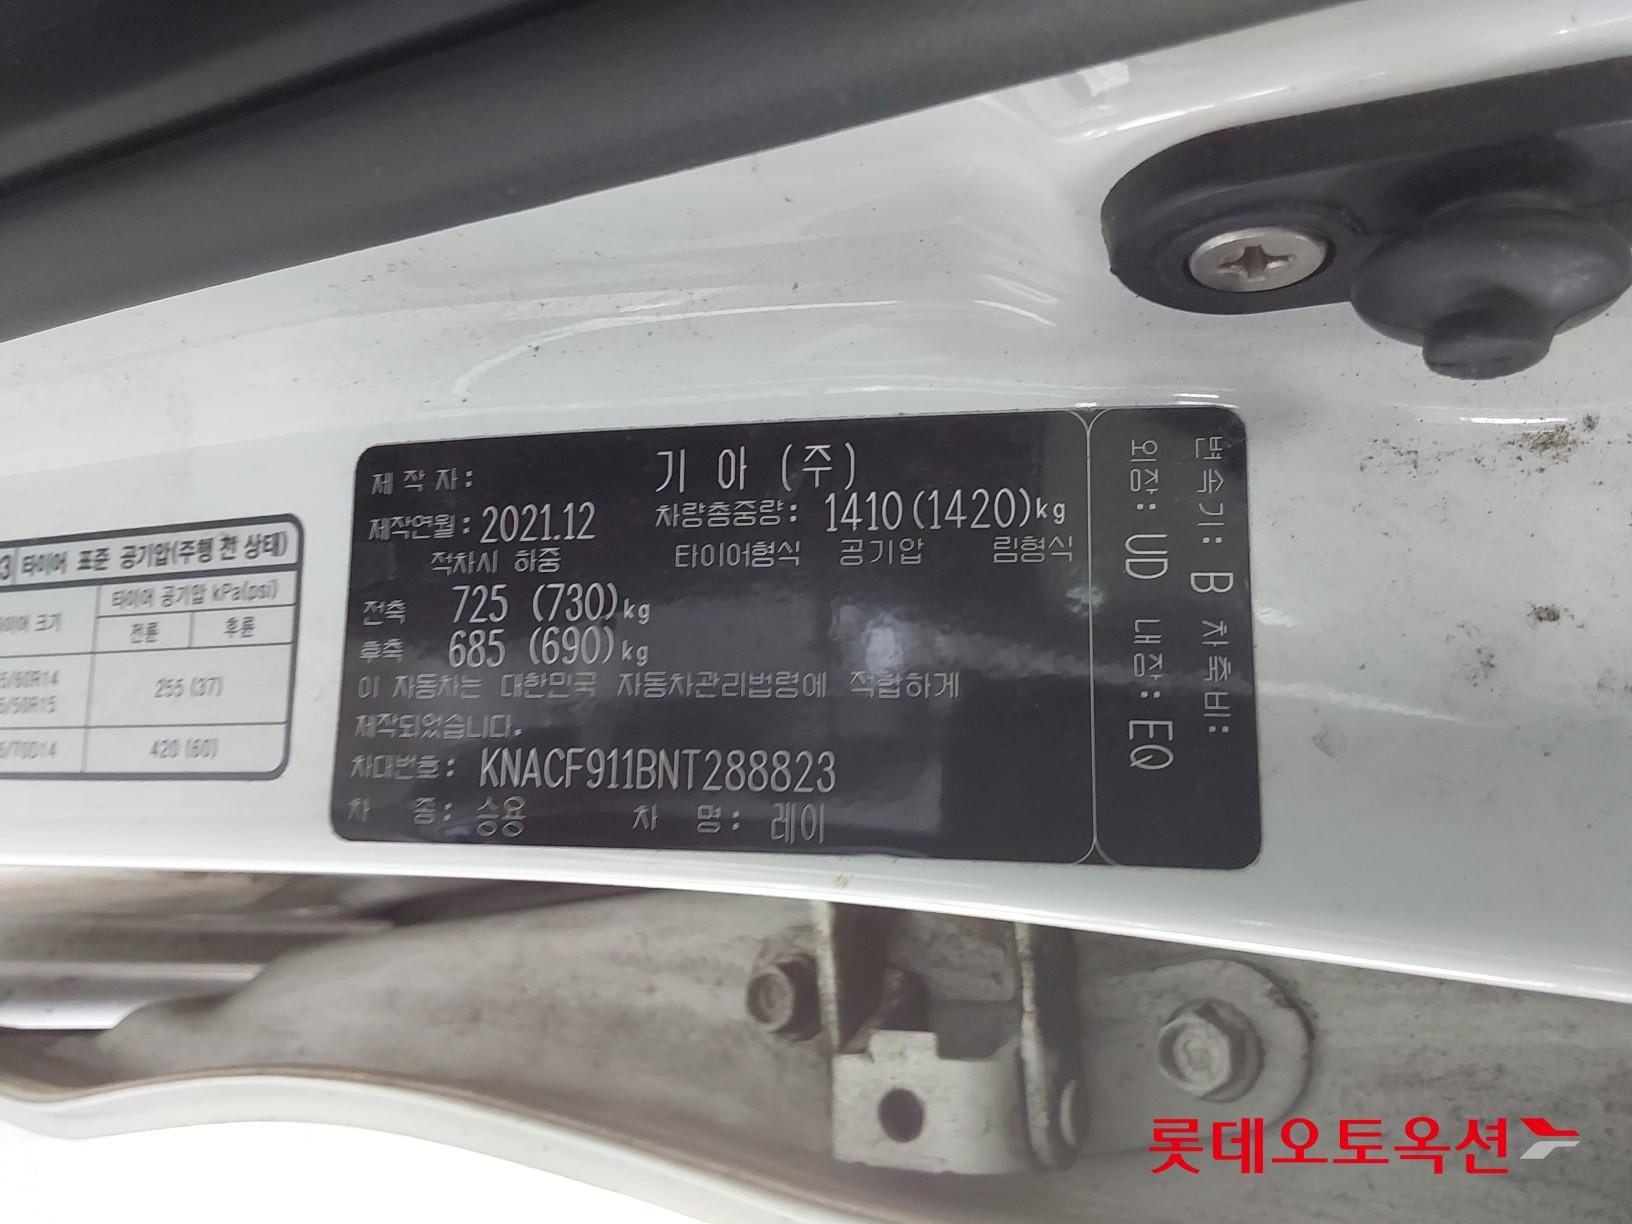 타이어 표준 공기압(주행 전 상태)
타이어 공기압 kPa(psi)
전륜 후륜
255 (37)
420 (60)
제 작 자: 기 아 (주)
제작연월: 2021.12 차량총중량: 1410(1420)kg
적차시 하중 타이어형식 공기압 림형식
전축 725 (730)kg
후축 685 (690)kg
이 자동차는 대한민국 자동차관리법령에 적합하게
제작되었습니다.
차대번호: KNACF911BNT288823
차 종: 승용 차 명: 레이
변속기: B 차축비:
외장: UD 내장: EQ
롯데오토옥션